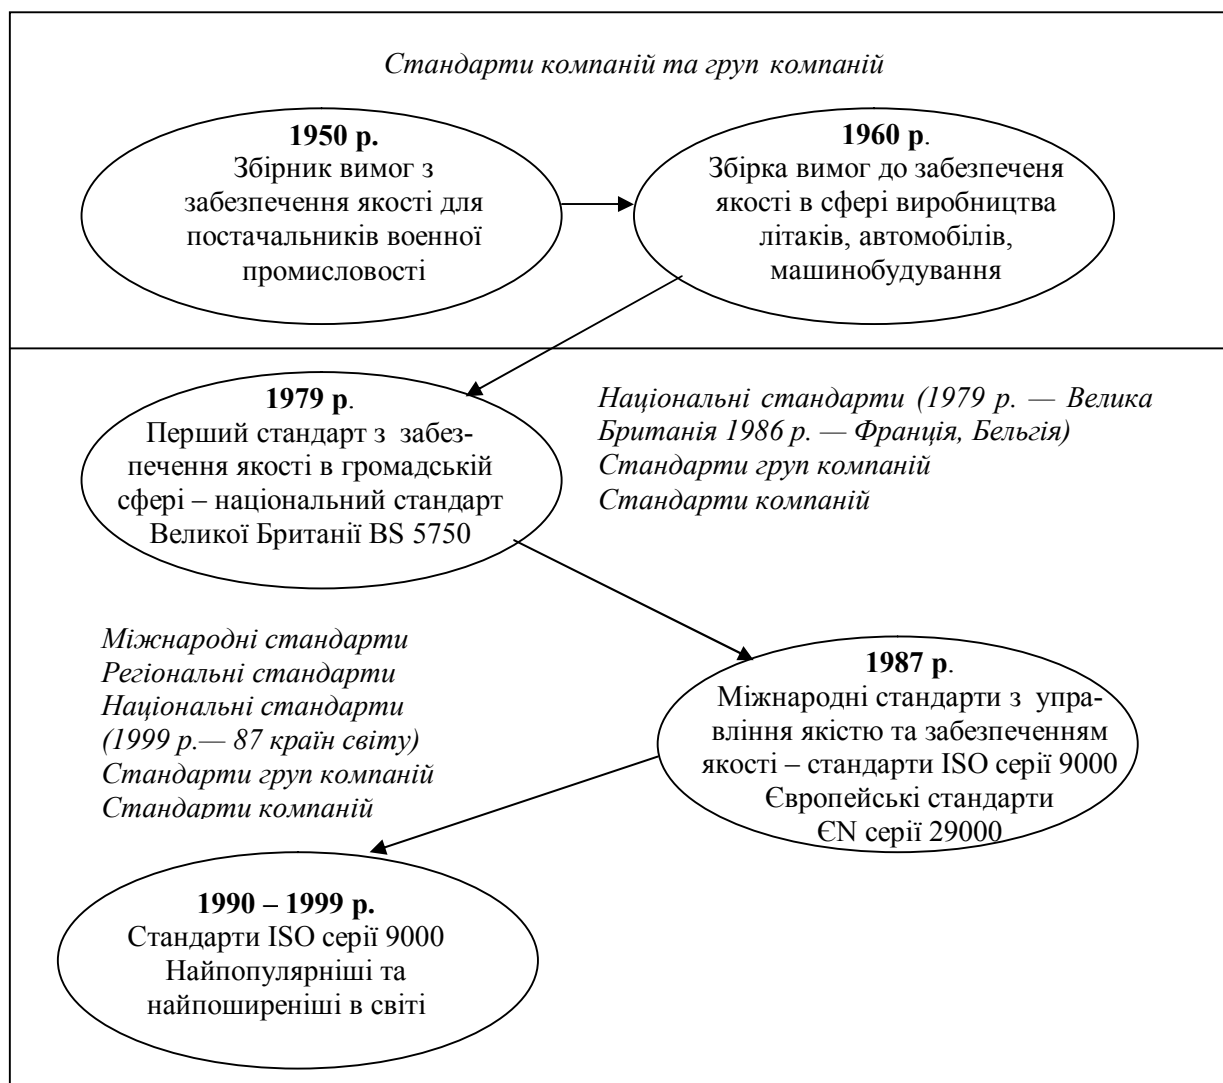 Стандарти компаній та груп компаній
1950 р.
Збірник вимог з
забезпечення якості для
постачальників военної
промисловості
1960 р.
Збірка вимог до забезпеченя
якості в сфері виробництва
літаків, автомобілів,
машинобудування
1979 р.
Перший стандарт з забез-
печення якості в громадській
сфері – національний стандарт
Великої Британії BS 5750
Національні стандарти (1979 р. — Велика
Британія 1986 р. — Франція, Бельгія)
Стандарти груп компаній
Стандарти компаній
Міжнародні стандарти
Регіональні стандарти
Національні стандарти
(1999 р.— 87 країн світу)
Стандарти груп компаній
Стандарти компаній
1987 р.
Міжнародні стандарти з упра-
вління якістю та забезпеченням
якості – стандарти ISO серії 9000
Європейські стандарти
ЄN серії 29000
1990 – 1999 р.
Стандарти ISO серії 9000
Найпопулярніші та
найпоширеніші в світі